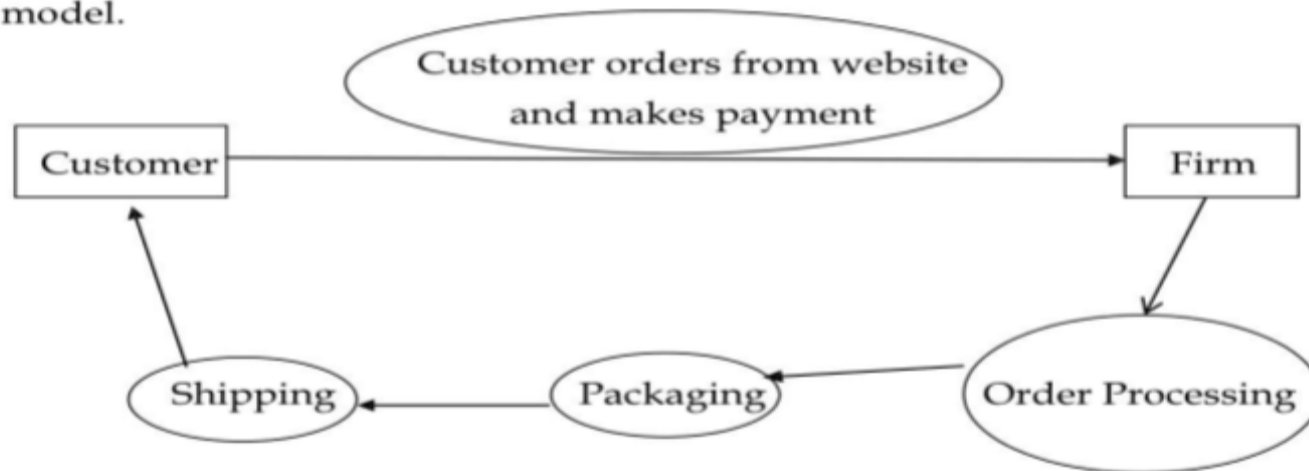 model.
Customer orders from website
and makes payment
Customer
Firm
Shipping
Packaging
Order Processing